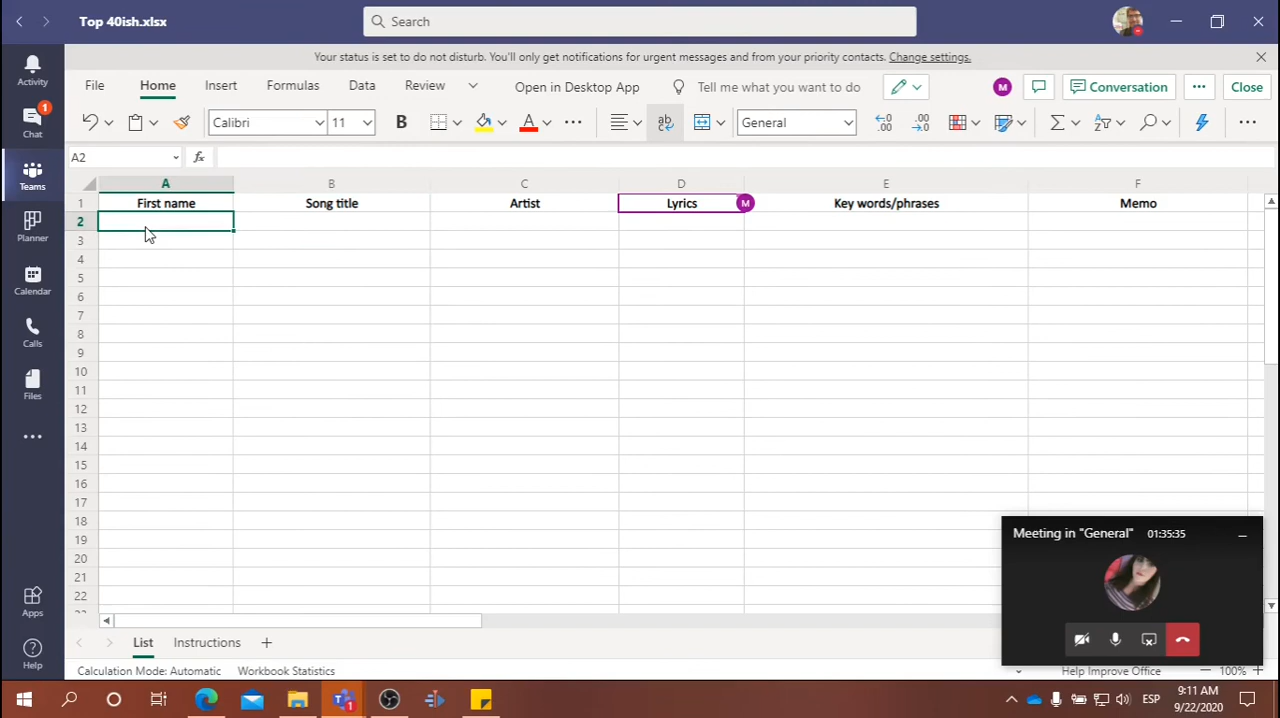 Top 40ish.xlsx
Search
Your status is set to do not disturb. You'll only get notifications for urgent messages and from your priority contacts. Change settings.
File Home Insert Formulas Data Review Open in Desktop App Tell me what you want to do M Conversation Close
Calibri 11 B A ab General .00 .00
A2 fx
A B C D E F
1 First name Song title Artist Lyrics M Key words/phrases Memo
2
3
4
5
6
7
8
9
10
11
12
13
14
15
16
17
18
19
20
21
22
Activity
Chat 1
Teams
Planner
Calendar
Calls
Files
Apps
Help
Meeting in "General" 01:35:35
List Instructions
Calculation Mode: Automatic Workbook Statistics Help Improve Office 100%
ESP 9:11 AM
9/22/2020